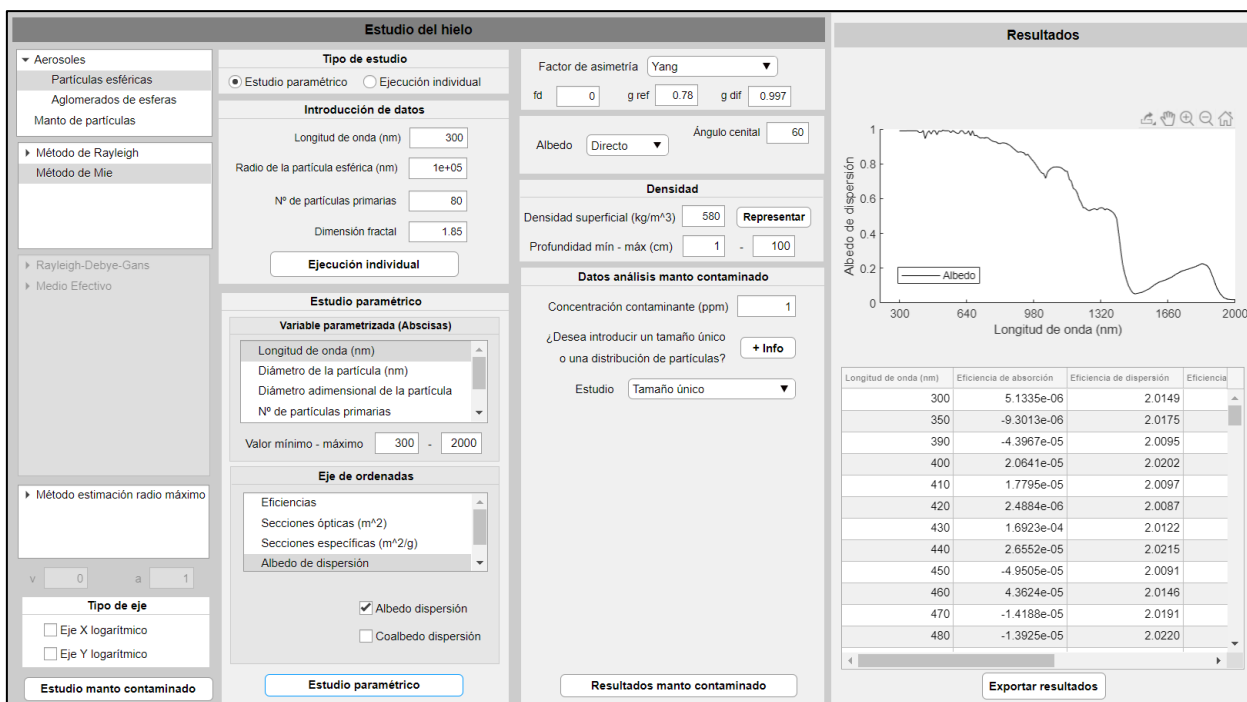 Estudio del hielo
Aerosoles
Partículas esféricas
Aglomerados de esferas
Manto de partículas
Método de Rayleigh
Método de Mie
Rayleigh-Debye-Gans
Medio Efectivo
Método estimación radio máximo
v 0 a 1
Tipo de eje
Eje X logarítmico
Eje Y logarítmico
Estudio manto contaminado
Tipo de estudio
Estudio paramétrico Ejecución individual
Introducción de datos
Longitud de onda (nm) 300
Radio de la partícula esférica (nm) 1e+05
Nº de partículas primarias 80
Dimensión fractal 1.85
Ejecución individual
Estudio paramétrico
Variable parametrizada (Abscisas)
Longitud de onda (nm)
Diámetro de la partícula (nm)
Diámetro adimensional de la partícula
Nº de partículas primarias
Valor mínimo - máximo 300 - 2000
Eje de ordenadas
Eficiencias
Secciones ópticas (m^2)
Secciones específicas (m^2/g)
Albedo de dispersión
Albedo dispersión
Coalbedo dispersión
Estudio paramétrico
Factor de asimetría Yang
fd 0 g ref 0.78 g dif 0.997
Albedo Directo Ángulo cenital 60
Densidad
Densidad superficial (kg/m^3) 580 Representar
Profundidad mín - máx (cm) 1 - 100
Datos análisis manto contaminado
Concentración contaminante (ppm) 1
¿Desea introducir un tamaño único
o una distribución de partículas?
+ Info
Estudio Tamaño único
Resultados manto contaminado
Resultados
Albedo de dispersión
1
0.8
0.6
0.4
0.2
0
Albedo
300 640 980 1320 1660 2000
Longitud de onda (nm)
Longitud de onda (nm) Eficiencia de absorción Eficiencia de dispersión Eficiencia
300 5.1335e-06 2.0149
350 -9.3013e-06 2.0175
390 -4.3967e-05 2.0095
400 2.0641e-05 2.0202
410 1.7795e-05 2.0097
420 2.4884e-06 2.0087
430 1.6923e-04 2.0122
440 2.6552e-05 2.0215
450 -4.9505e-05 2.0091
460 4.3624e-05 2.0146
470 -1.4188e-05 2.0191
480 -1.3925e-05 2.0220
Exportar resultados